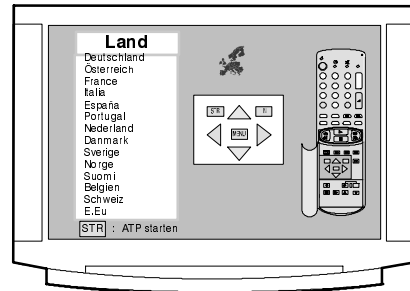 Land
Deutschland
Österreich
France
Italia
España
Portugal
Nederland
Danmark
Sverige
Norge
Suomi
Belgien
Schweiz
E.Eu
STR : ATP starten
STR
MENU